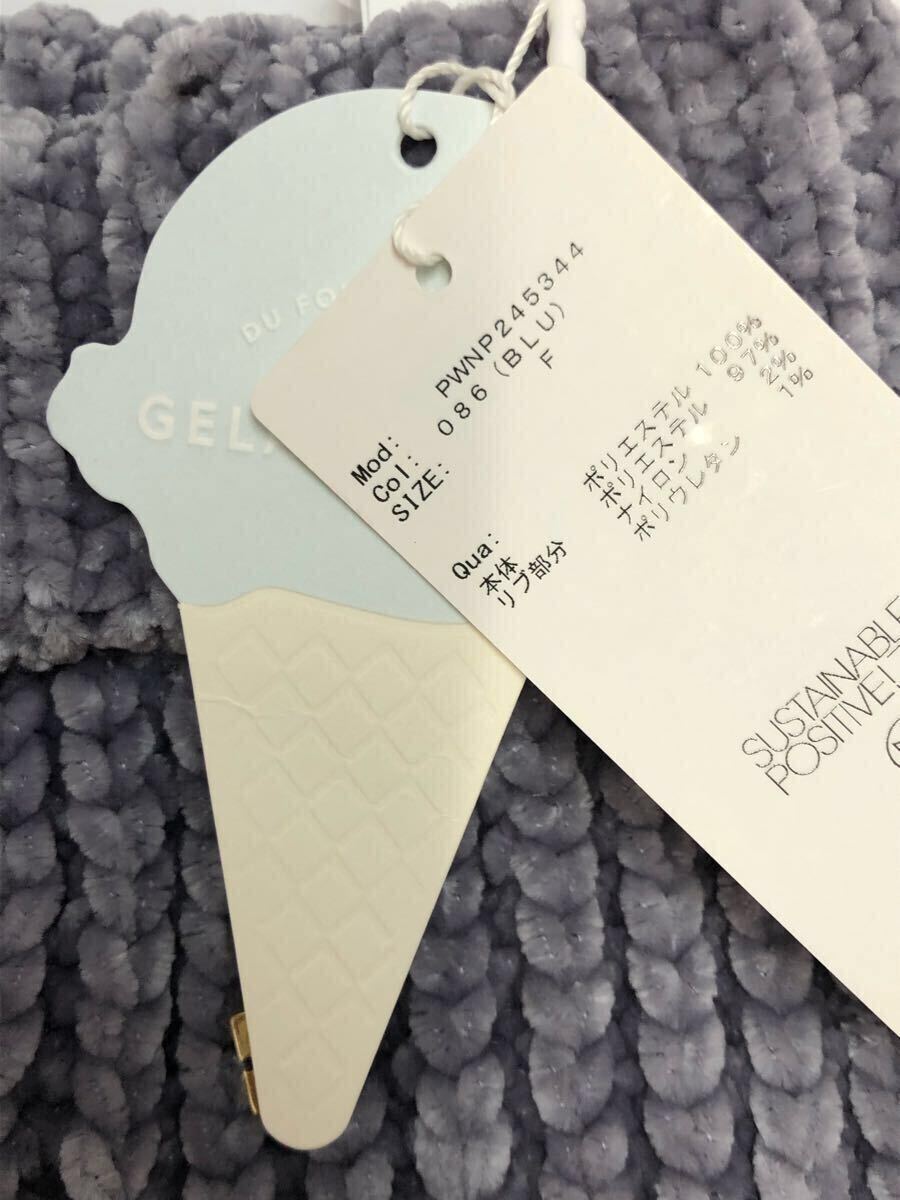 DU FO
GEL
Mod: PWNP245344
Col: 086(BLU)
SIZE: F
Qua:
本体 ポリエステル 100%
リブ部分 ポリエステル 97%
ナイロン 2%
ポリウレタン 1%
SUSTAINABLE
POSITIVE!